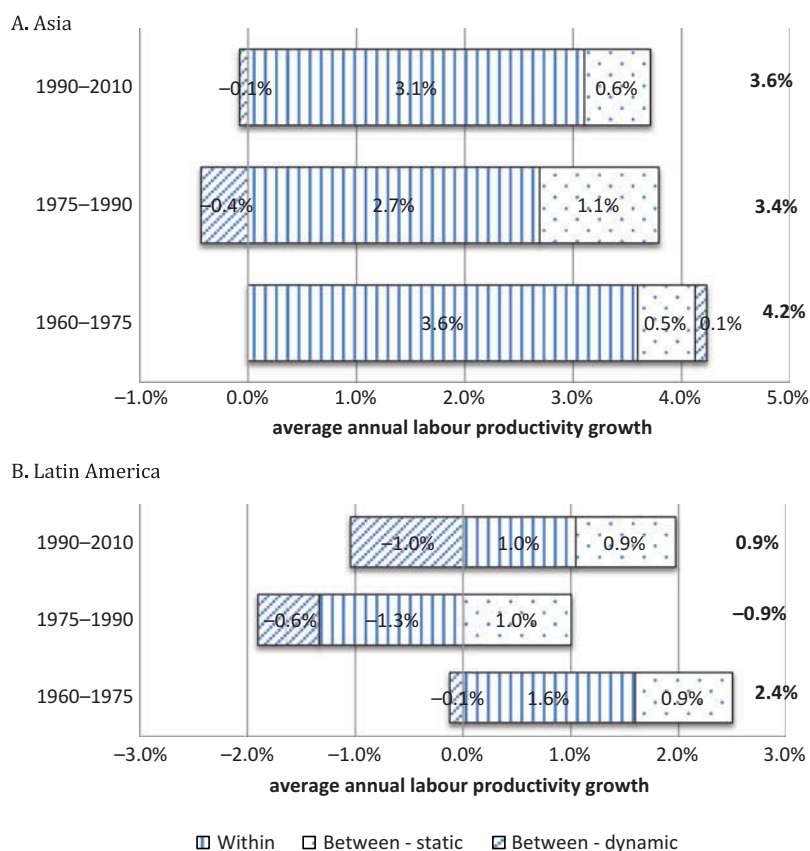 A. Asia
1990–2010 –0.1% 3.1% 0.6% 3.6%
1975–1990 –0.4% 2.7% 1.1% 3.4%
1960–1975 3.6% 0.5% 0.1% 4.2%
–1.0% 0.0% 1.0% 2.0% 3.0% 4.0% 5.0%
average annual labour productivity growth
B. Latin America
1990–2010 –1.0% 1.0% 0.9% 0.9%
1975–1990 –0.6% –1.3% 1.0% –0.9%
1960–1975 –0.1% 1.6% 0.9% 2.4%
–3.0% –2.0% –1.0% 0.0% 1.0% 2.0% 3.0%
average annual labour productivity growth
Within Between - static Between - dynamic